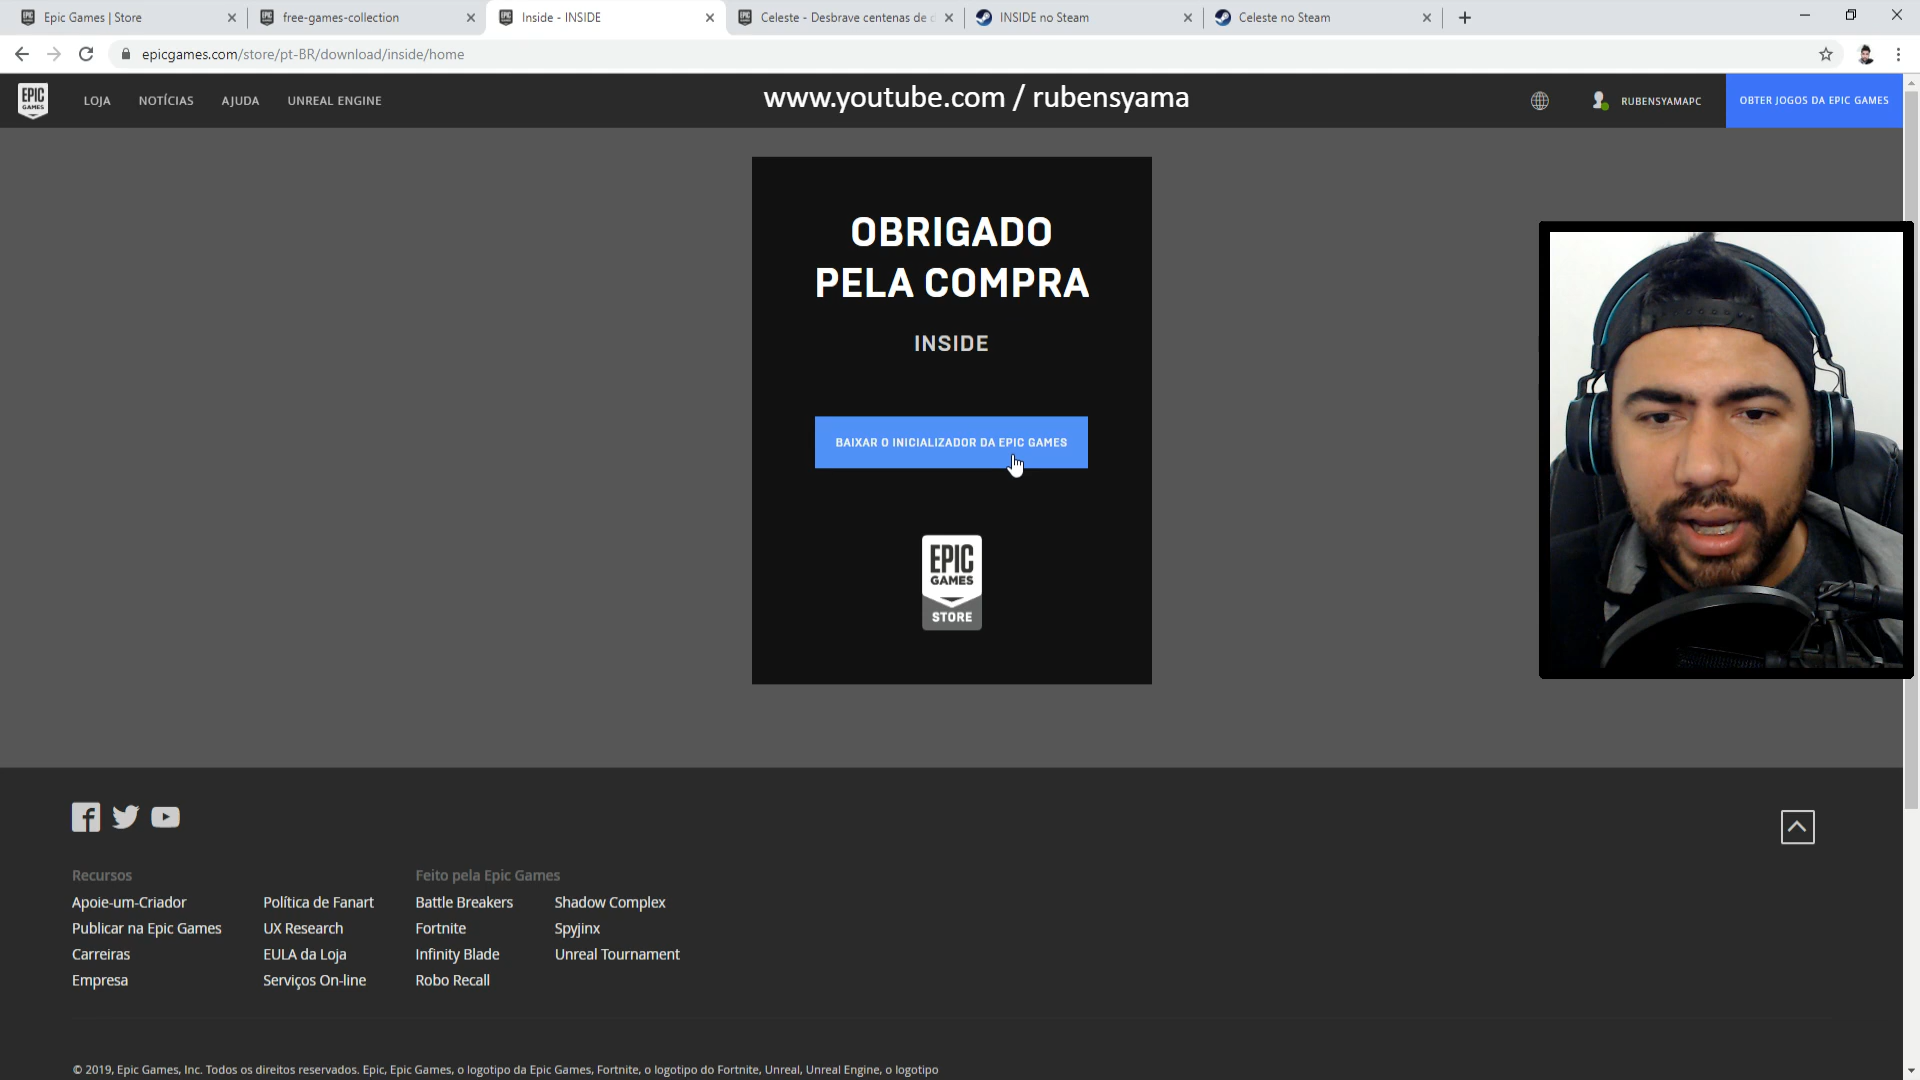 Epic Games | Store
free-games-collection
Inside - INSIDE
Celeste - Desbrave centenas de d
INSIDE no Steam
Celeste no Steam
epicgames.com/store/pt-BR/download/inside/home
EPIC GAMES
LOJA
NOTÍCIAS
AJUDA
UNREAL ENGINE
www.youtube.com / rubensyama
RUBENSYAMAPC
OBTER JOGOS DA EPIC GAMES
OBRIGADO
PELA COMPRA
INSIDE
BAIXAR O INICIALIZADOR DA EPIC GAMES
EPIC
GAMES
STORE
Recursos
Apoie-um-Criador
Publicar na Epic Games
Carreiras
Empresa
Política de Fanart
UX Research
EULA da Loja
Serviços On-line
Feito pela Epic Games
Battle Breakers
Fortnite
Infinity Blade
Robo Recall
Shadow Complex
Spyjinx
Unreal Tournament
© 2019, Epic Games, Inc. Todos os direitos reservados. Epic, Epic Games, o logotipo da Epic Games, Fortnite, o logotipo do Fortnite, Unreal, Unreal Engine, o logotipo